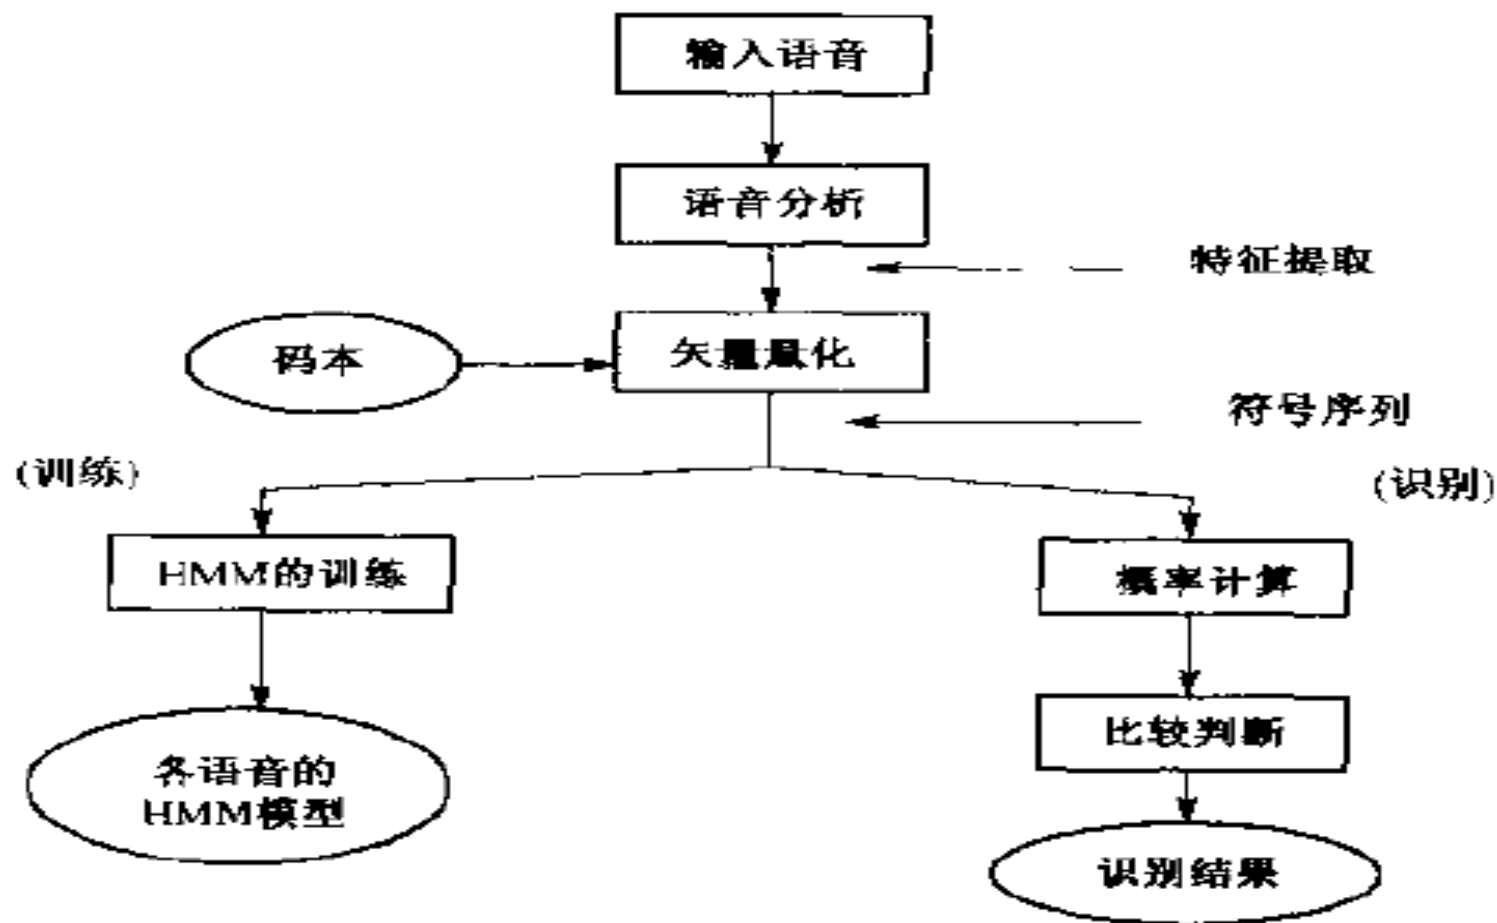 输入语音
语音分析
特征提取
码本
矢量量化
符号序列
(训练)
(识别)
HMM的训练
概率计算
各语音的
HMM模型
比较判断
识别结果